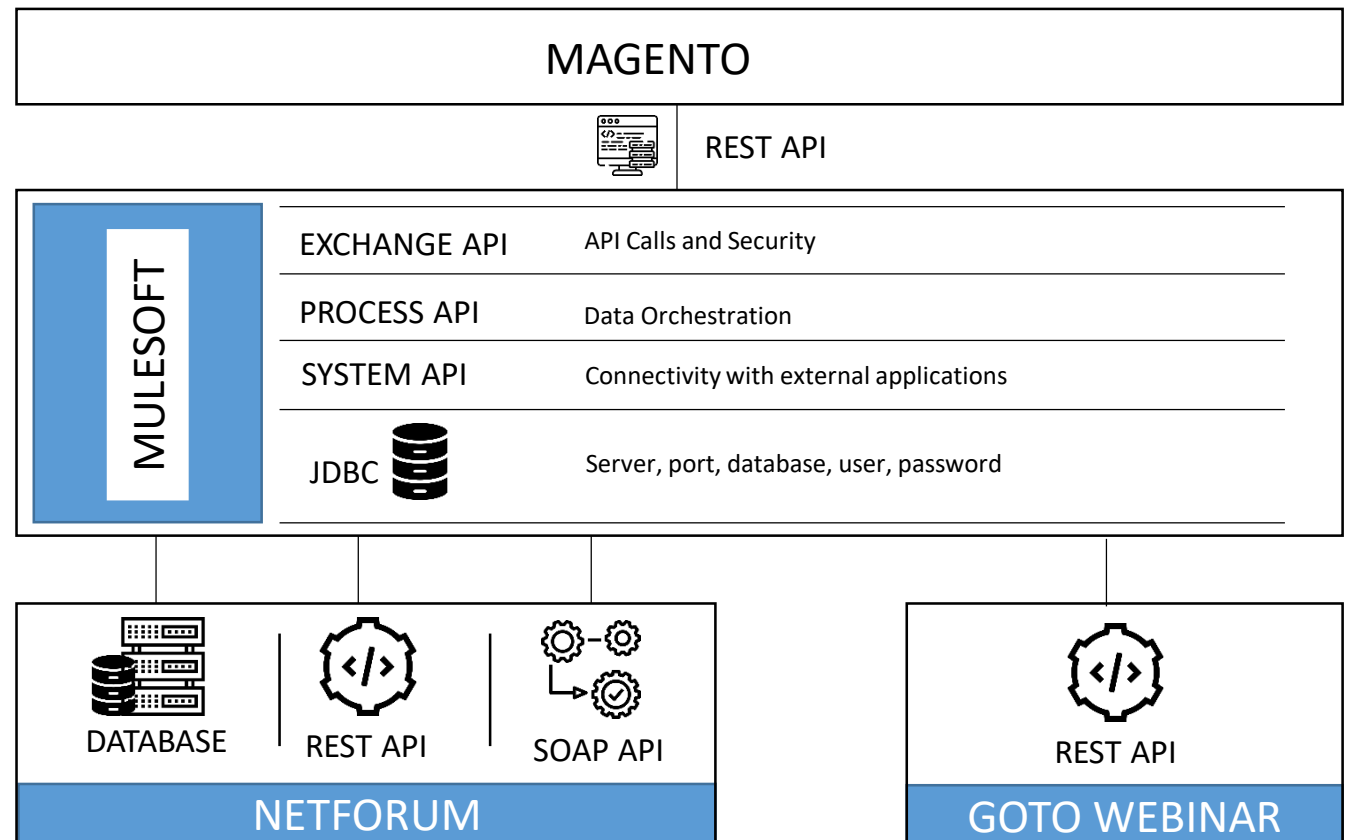 MAGENTO
REST API
MULESOFT
EXCHANGE API API Calls and Security
PROCESS API Data Orchestration
SYSTEM API Connectivity with external applications
JDBC Server, port, database, user, password
DATABASE REST API SOAP API
NETFORUM
REST API
GOTO WEBINAR